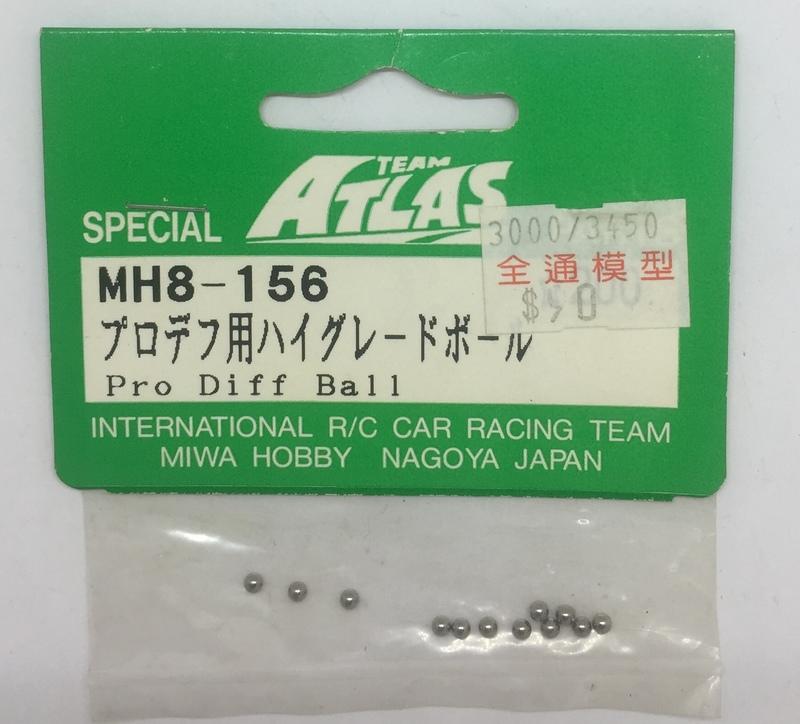 TEAM
ATLAS
SPECIAL
3000/3450
全通模型
MH8-156
プロデフ用ハイグレードボール
Pro Diff Ball
INTERNATIONAL R/C CAR RACING TEAM
MIWA HOBBY NAGOYA JAPAN